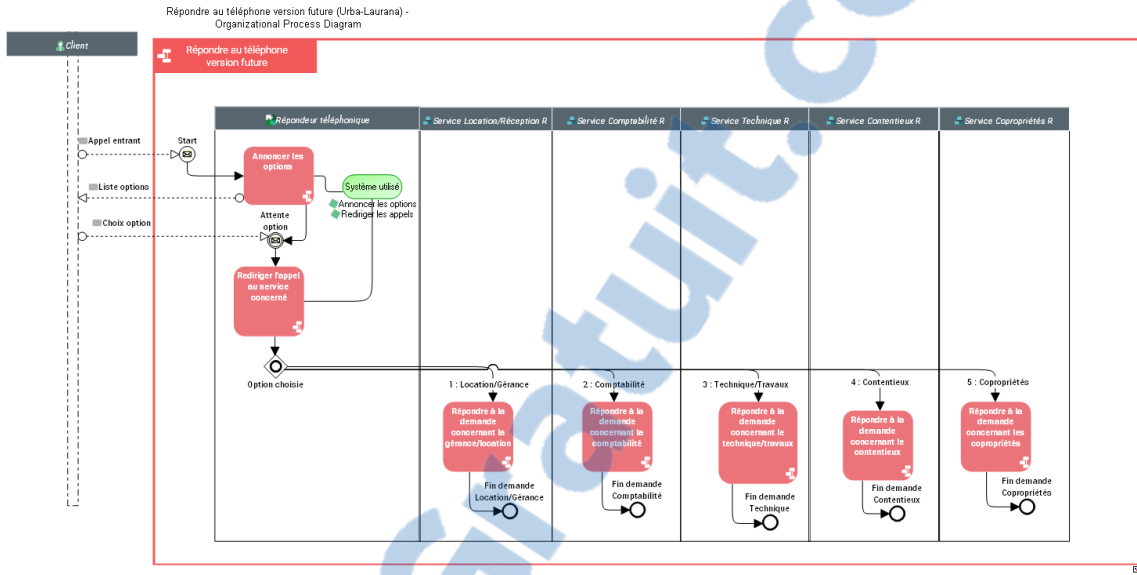 Répondre au téléphone version future (Urba-Laurana) -
Organizational Process Diagram
Client
Répondre au téléphone
version future
Répondeur téléphonique
Service Location/Réception R
Service Comptabilité R
Service Technique R
Service Contentieux R
Service Copropriétés R
Appel entrant
Start
Annoncer les
options
Système utilisé
Annoncer les options
Rediriger les appels
Liste options
Choix option
Attente
option
Rediriger l'appel
au service
concerné
Option choisie
1 : Location/Gérance
2 : Comptabilité
3 : Technique/Travaux
4 : Contentieux
5 : Copropriétés
Répondre à la
demande
concernant la
gérance/location
Répondre à la
demande
concernant la
comptabilité
Répondre à la
demande
concernant le
technique/travaux
Répondre à la
demande
concernant le
contentieux
Répondre à la
demande
concernant les
copropriétés
Fin demande
Location/Gérance
Fin demande
Comptabilité
Fin demande
Technique
Fin demande
Contentieux
Fin demande
Copropriétés